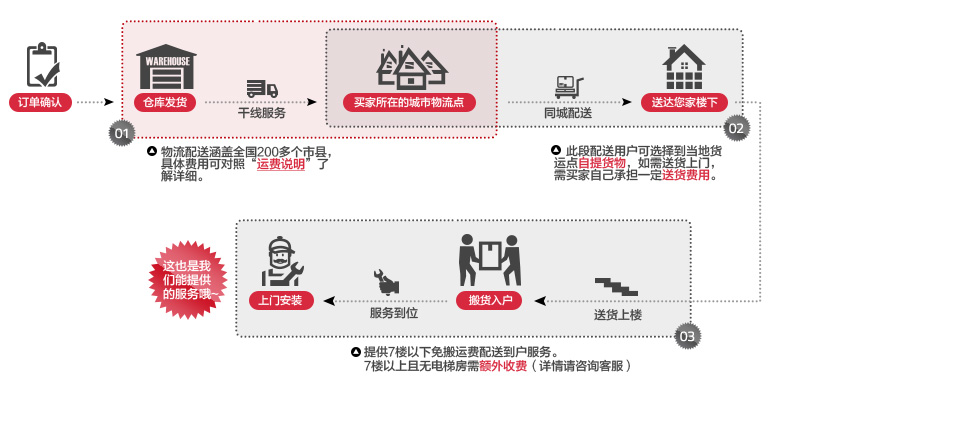 WAREHOUSE
订单确认
仓库发货
干线服务
买家所在的城市物流点
同城配送
送达您家楼下
01
02
物流配送涵盖全国200多个市县，
具体费用可对照“运费说明”了
解详细。
此段配送用户可选择到当地货
运点自提货物，如需送货上门，
需买家自己承担一定送货费用。
这也是我
们能提供
的服务哦~
上门安装
服务到位
搬货入户
送货上楼
03
提供7楼以下免搬运费配送到户服务。
7楼以上且无电梯房需额外收费（详情请咨询客服）